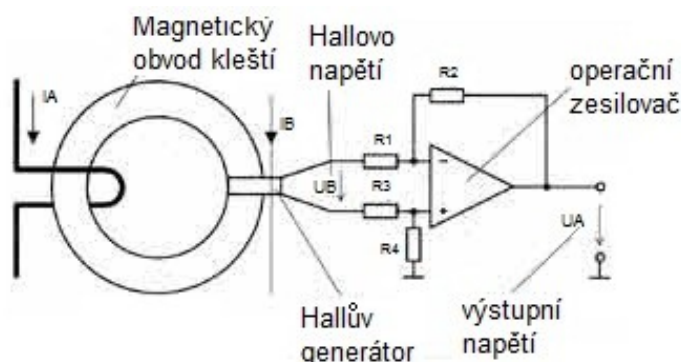 Magnetický
obvod kleští
Hallovo
napětí
operační
zesilovač
IA
IB
UB
R1
R2
R3
R4
-
+
UA
Hallův
generátor
výstupní
napětí